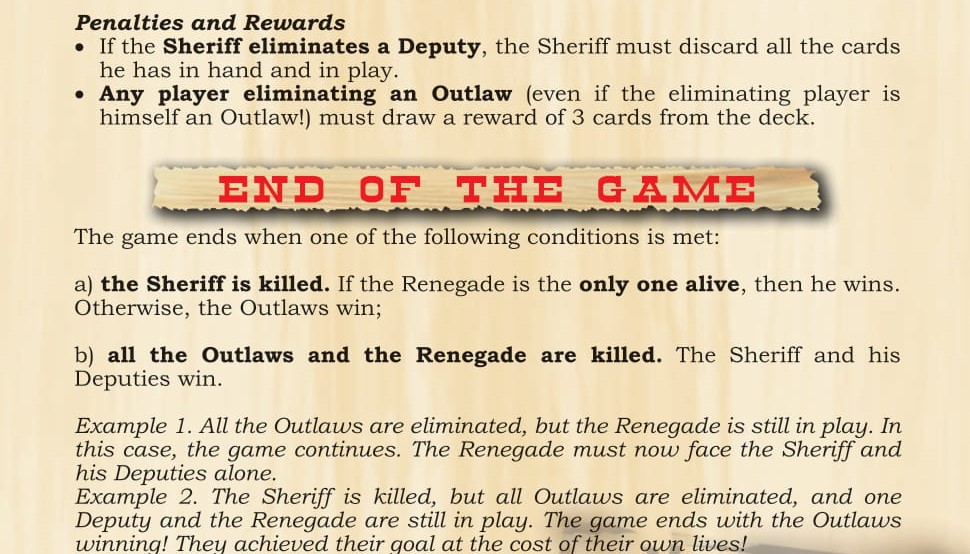 Penalties and Rewards
• If the Sheriff eliminates a Deputy, the Sheriff must discard all the cards
he has in hand and in play.
• Any player eliminating an Outlaw (even if the eliminating player is
himself an Outlaw!) must draw a reward of 3 cards from the deck.
END OF THE GAME
The game ends when one of the following conditions is met:
a) the Sheriff is killed. If the Renegade is the only one alive, then he wins.
Otherwise, the Outlaws win;
b) all the Outlaws and the Renegade are killed. The Sheriff and his
Deputies win.
Example 1. All the Outlaws are eliminated, but the Renegade is still in play. In
this case, the game continues. The Renegade must now face the Sheriff and
his Deputies alone.
Example 2. The Sheriff is killed, but all Outlaws are eliminated, and one
Deputy and the Renegade are still in play. The game ends with the Outlaws
winning! They achieved their goal at the cost of their own lives!